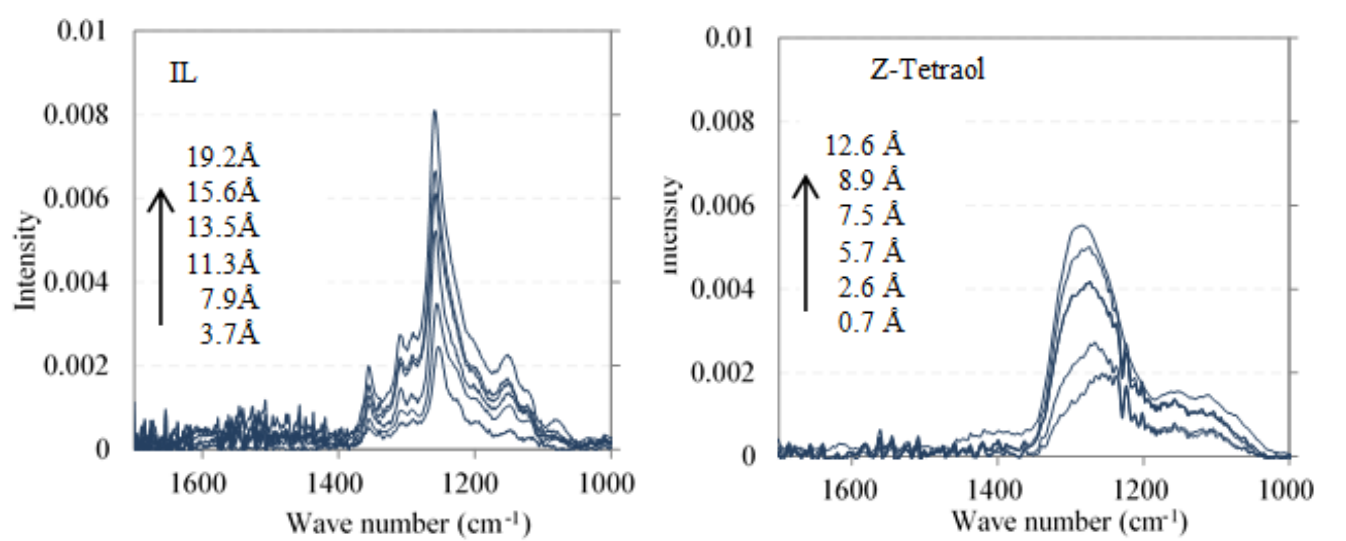 0.01
IL
0.008
19.2Å
15.6Å
0.006
13.5Å
Intensity
11.3Å
0.004
7.9Å
3.7Å
0.002
0
1600
1400
1200
1000
Wave number (cm-1)
0.01
Z-Tetraol
0.008
12.6 Å
8.9 Å
0.006
7.5 Å
Intensity
5.7 Å
0.004
2.6 Å
0.7 Å
0.002
0
1600
1400
1200
1000
Wave number (cm-1)